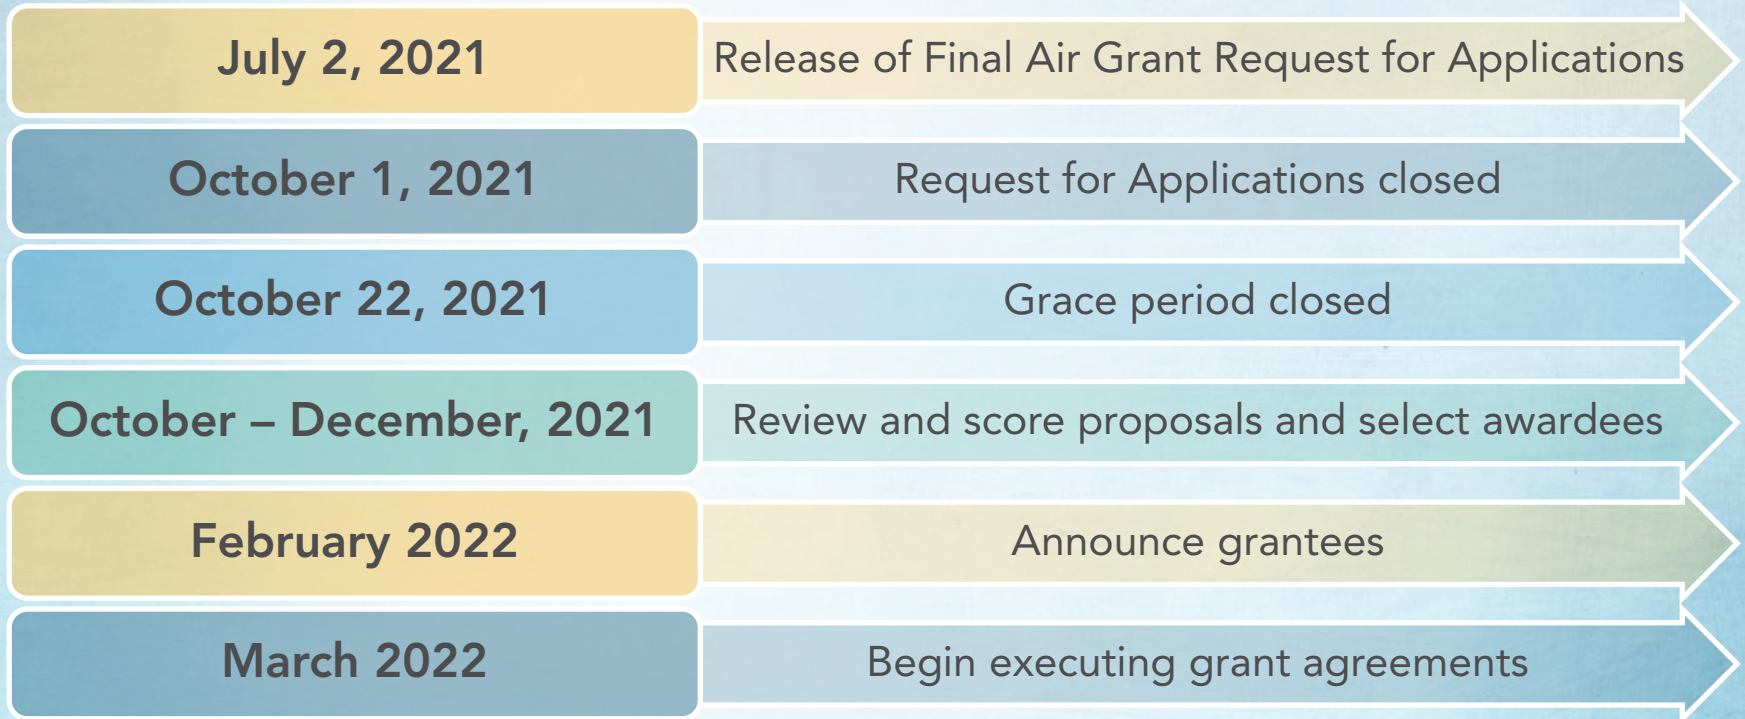 July 2, 2021
Release of Final Air Grant Request for Applications
October 1, 2021
Request for Applications closed
October 22, 2021
Grace period closed
October – December, 2021
Review and score proposals and select awardees
February 2022
Announce grantees
March 2022
Begin executing grant agreements